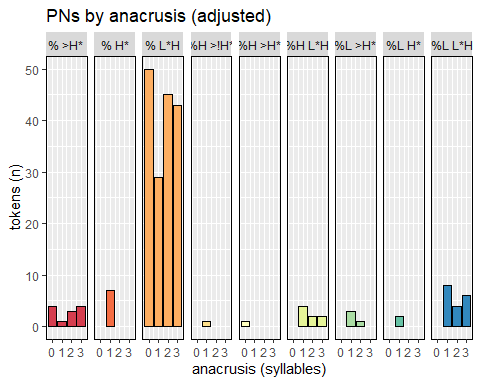 PNs by anacrusis (adjusted)
% >H* % H* % L*H %H >!H* %H >H* %H L*H %L >H* %L H* %L L*H
50
40
30
20
10
0
tokens (n)
0 1 2 3 0 1 2 3 0 1 2 3 0 1 2 3 0 1 2 3 0 1 2 3 0 1 2 3 0 1 2 3 0 1 2 3
anacrusis (syllables)